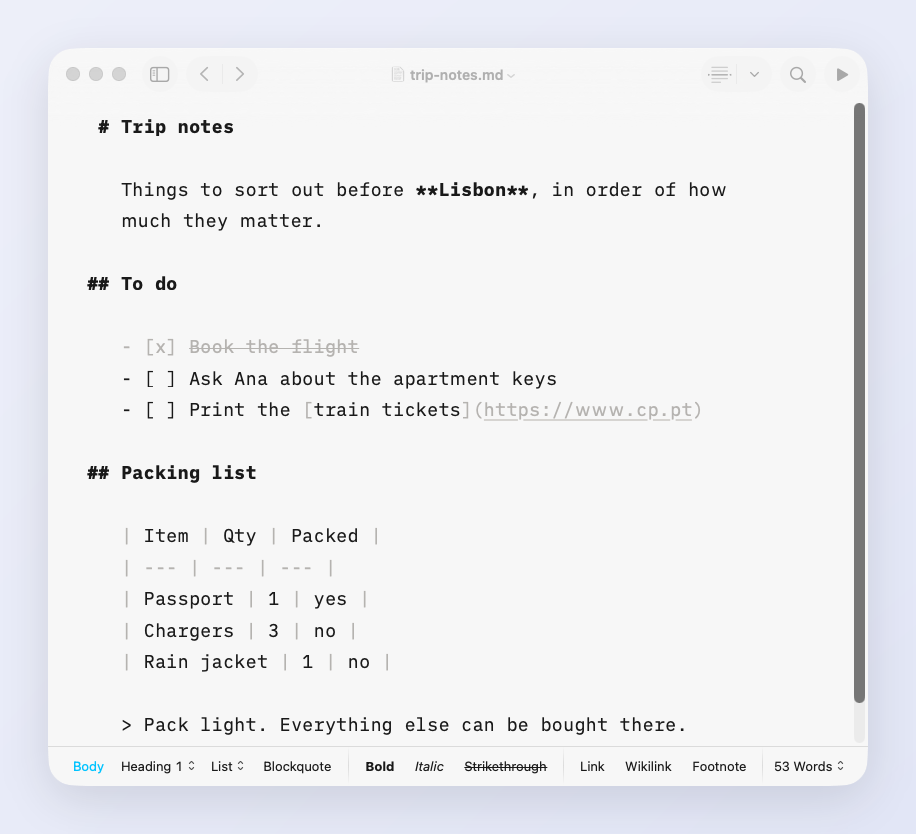 trip-notes.md
# Trip notes
Things to sort out before **Lisbon**, in order of how
much they matter.
## To do
- [x] Book the flight
- [ ] Ask Ana about the apartment keys
- [ ] Print the [train tickets](https://www.cp.pt)
## Packing list
| Item | Qty | Packed |
| --- | --- | --- |
| Passport | 1 | yes |
| Chargers | 3 | no |
| Rain jacket | 1 | no |
> Pack light. Everything else can be bought there.
Body Heading 1 List Blockquote Bold Italic Strikethrough Link Wikilink Footnote 53 Words